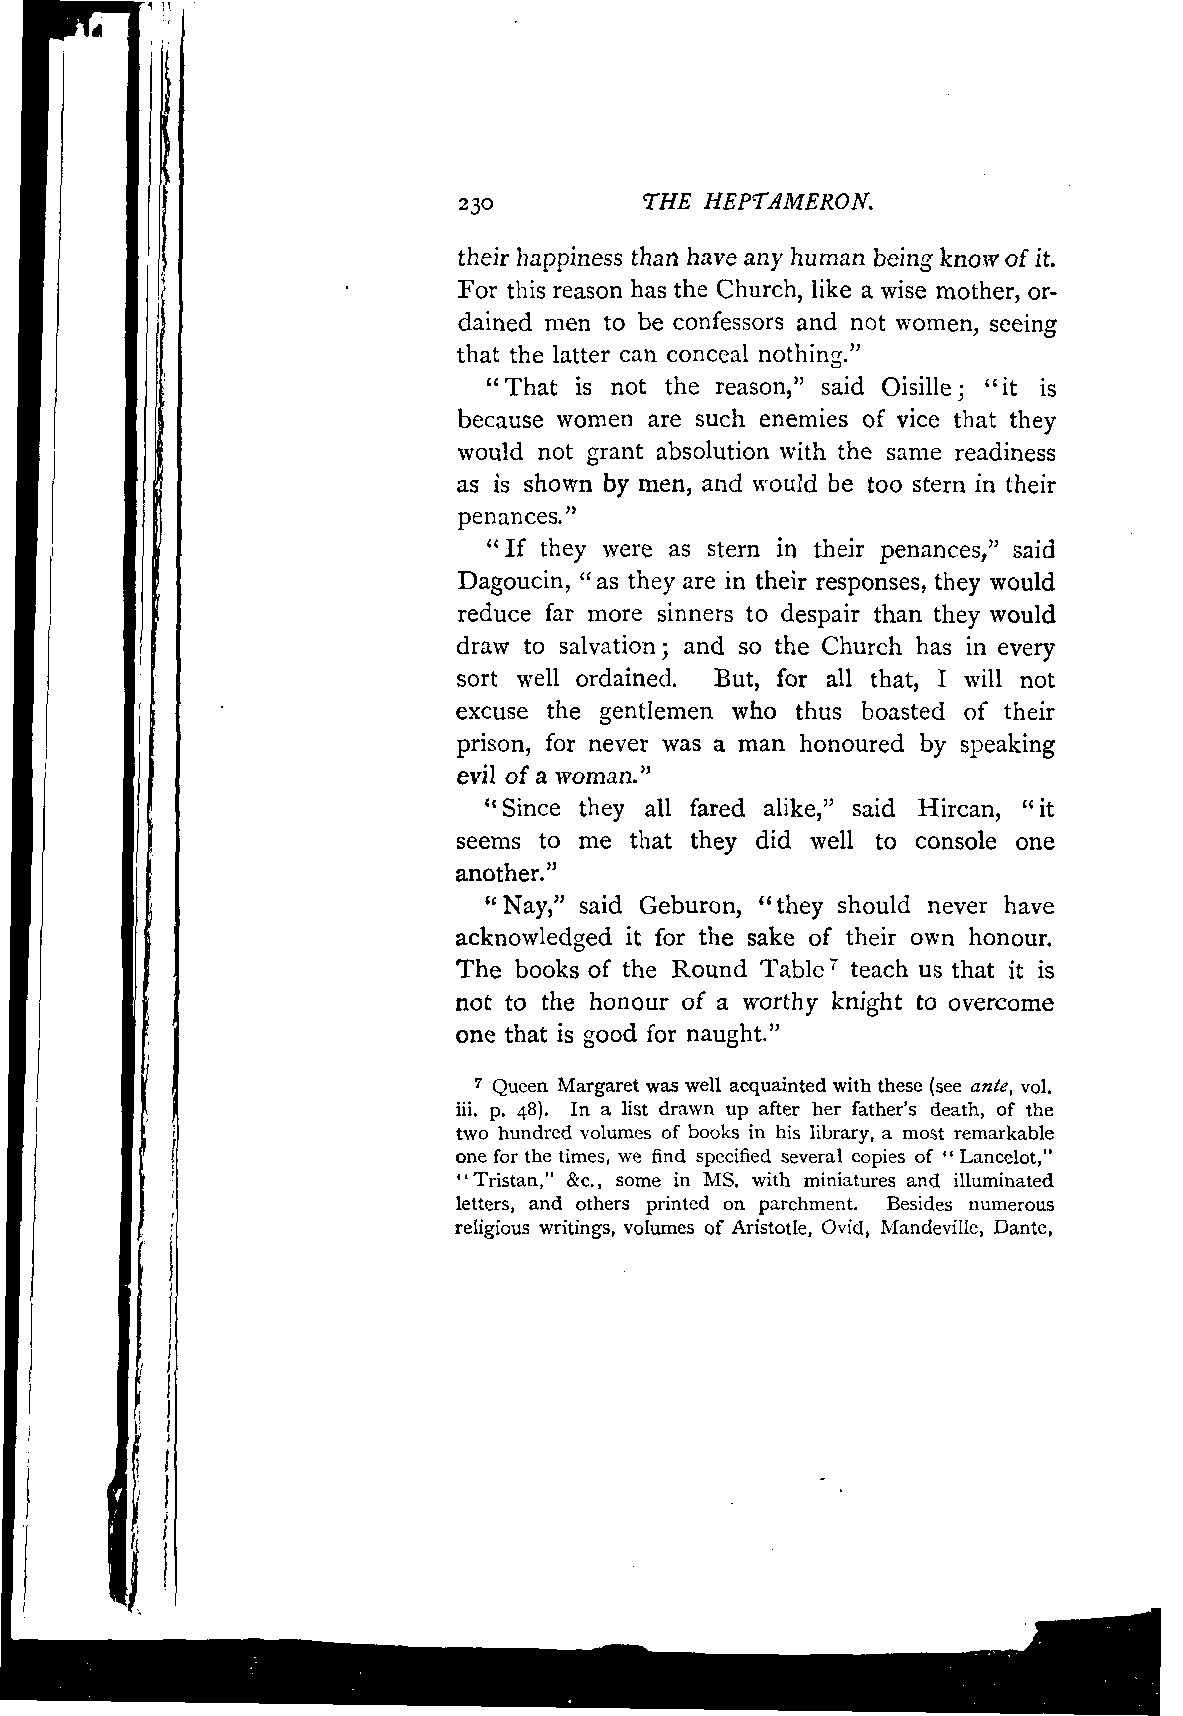 230 THE HEPTAMERON.
their happiness than have any human being know of it.
For this reason has the Church, like a wise mother, or-
dained men to be confessors and not women, seeing
that the latter can conceal nothing.”
“That is not the reason,” said Oisille; “it is
because women are such enemies of vice that they
would not grant absolution with the same readiness
as is shown by men, and would be too stern in their
penances.”
“If they were as stern in their penances,” said
Dagoucin, “as they are in their responses, they would
reduce far more sinners to despair than they would
draw to salvation; and so the Church has in every
sort well ordained. But, for all that, I will not
excuse the gentlemen who thus boasted of their
prison, for never was a man honoured by speaking
evil of a woman.”
“Since they all fared alike,” said Hircan, “it
seems to me that they did well to console one
another.”
“Nay,” said Geburon, “they should never have
acknowledged it for the sake of their own honour.
The books of the Round Table⁷ teach us that it is
not to the honour of a worthy knight to overcome
one that is good for naught.”
⁷ Queen Margaret was well acquainted with these (see ante, vol.
iii. p. 48). In a list drawn up after her father’s death, of the
two hundred volumes of books in his library, a most remarkable
one for the times, we find specified several copies of “Lancelot,”
“Tristan,” &c., some in MS. with miniatures and illuminated
letters, and others printed on parchment. Besides numerous
religious writings, volumes of Aristotle, Ovid, Mandeville, Dante,